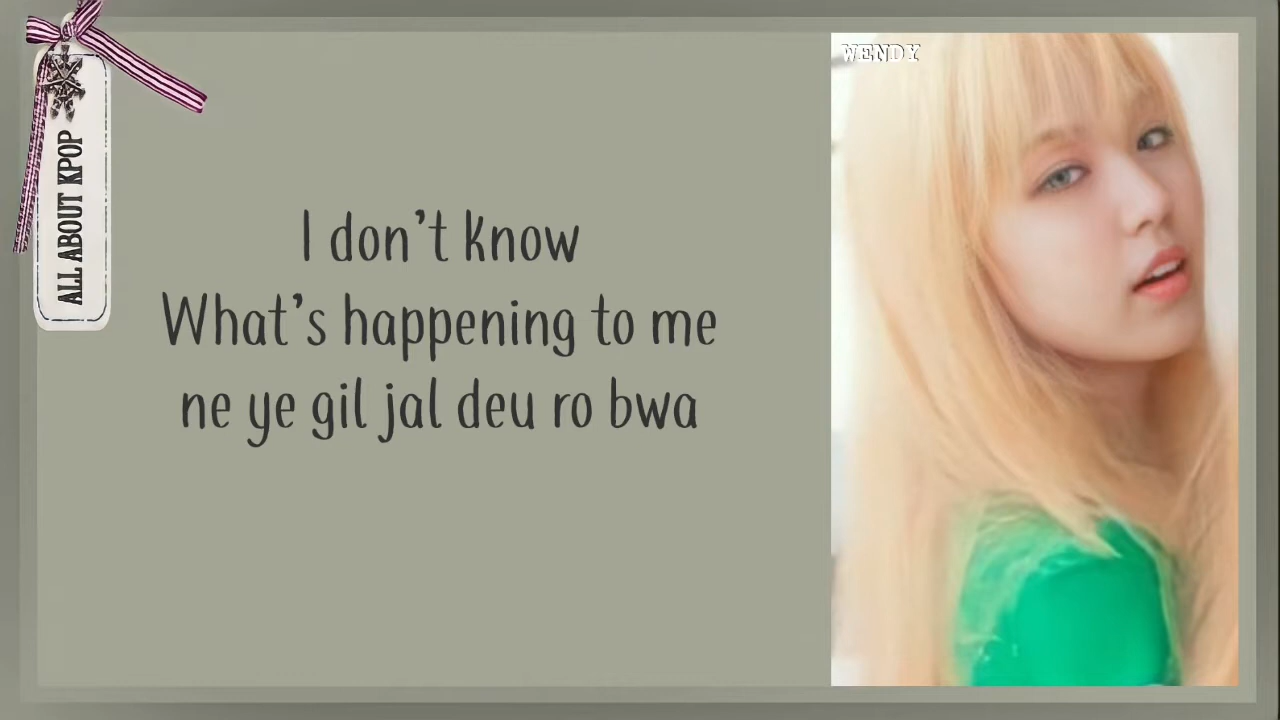 ALL ABOUT KPOP
WENDY
I don't know
What's happening to me
ne ye gil jal deu ro bwa